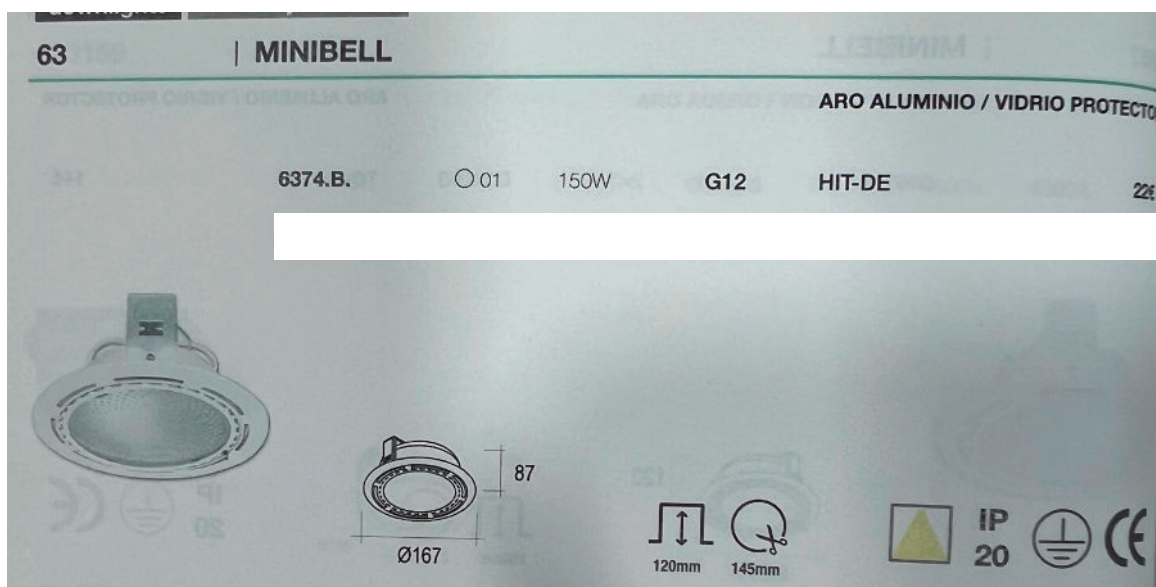 63 | MINIBELL
ARO ALUMINIO / VIDRIO PROTECTO
6374.B. 01 150W G12 HIT-DE
87
Ø167
120mm 145mm
IP
20
CE